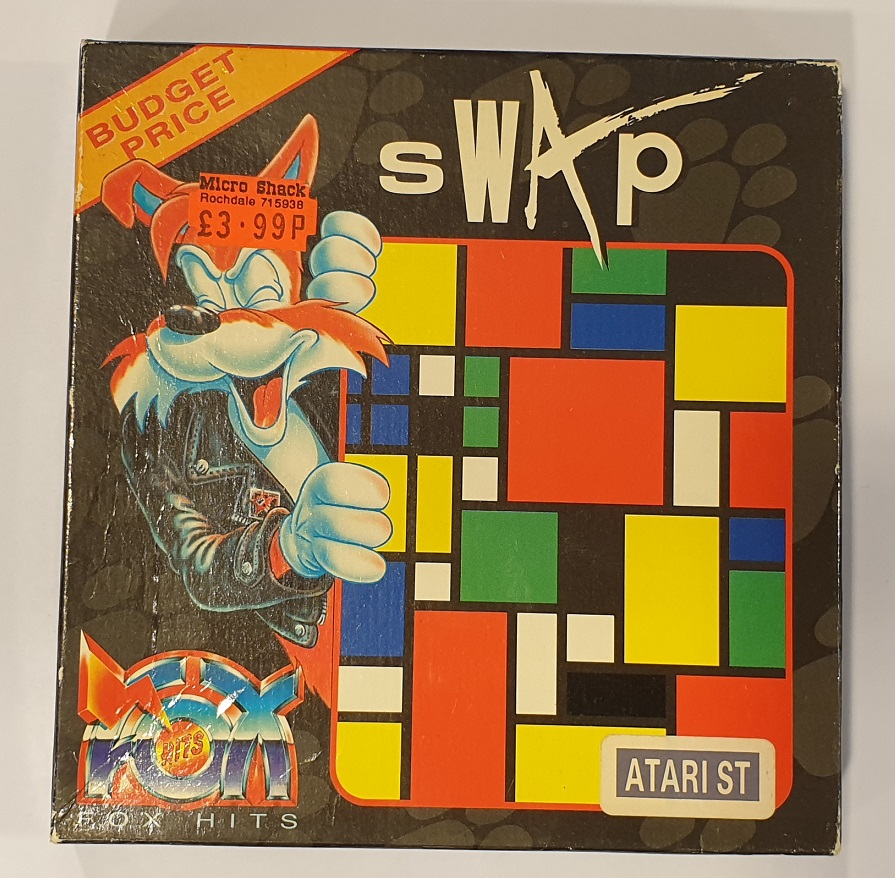 BUDGET
PRICE
sWAp
Micro Shack
Rochdale 715938
£3·99P
FOX
HITS
FOX HITS
ATARI ST